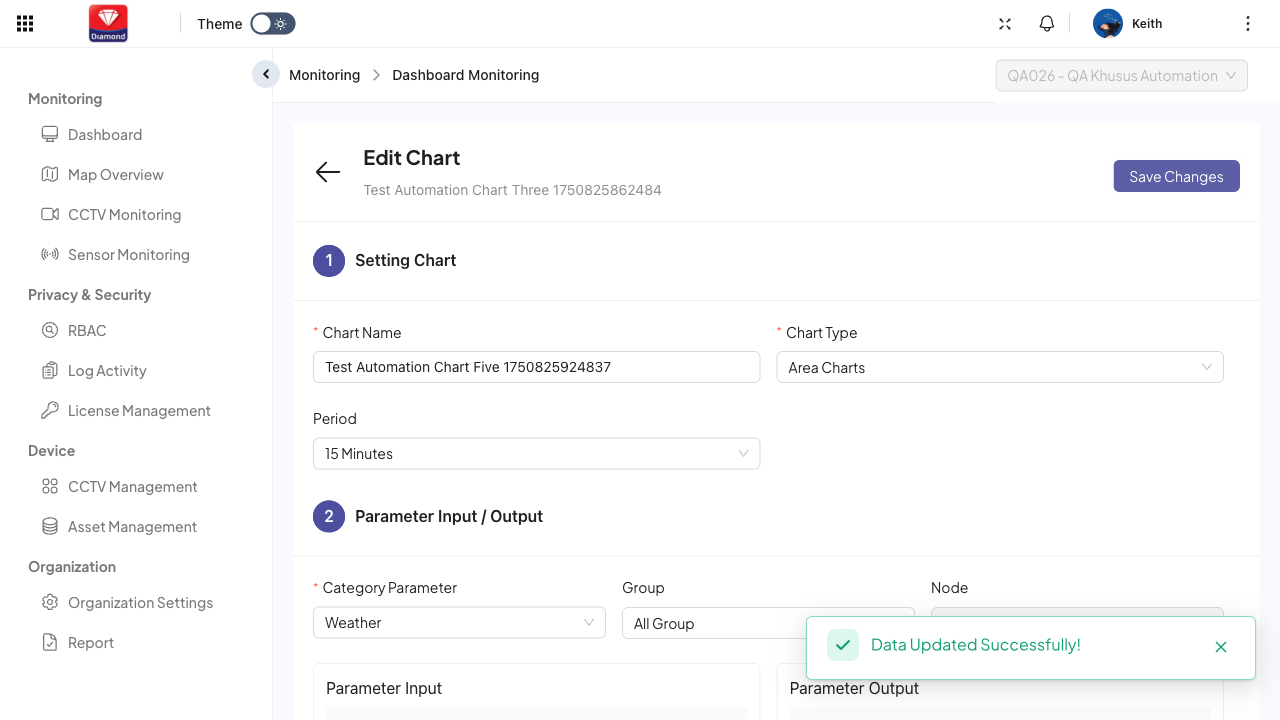 Diamond
Theme
Keith
Monitoring
Dashboard Monitoring
QA026 - QA Khusus Automation
Monitoring
Dashboard
Map Overview
CCTV Monitoring
Sensor Monitoring
Privacy & Security
RBAC
Log Activity
License Management
Device
CCTV Management
Asset Management
Organization
Organization Settings
Report
Edit Chart
Test Automation Chart Three 1750825862484
Save Changes
1 Setting Chart
* Chart Name
Test Automation Chart Five 1750825924837
* Chart Type
Area Charts
Period
15 Minutes
2 Parameter Input / Output
* Category Parameter
Weather
Group
All Group
Node
Data Updated Successfully!
Parameter Input
Parameter Output